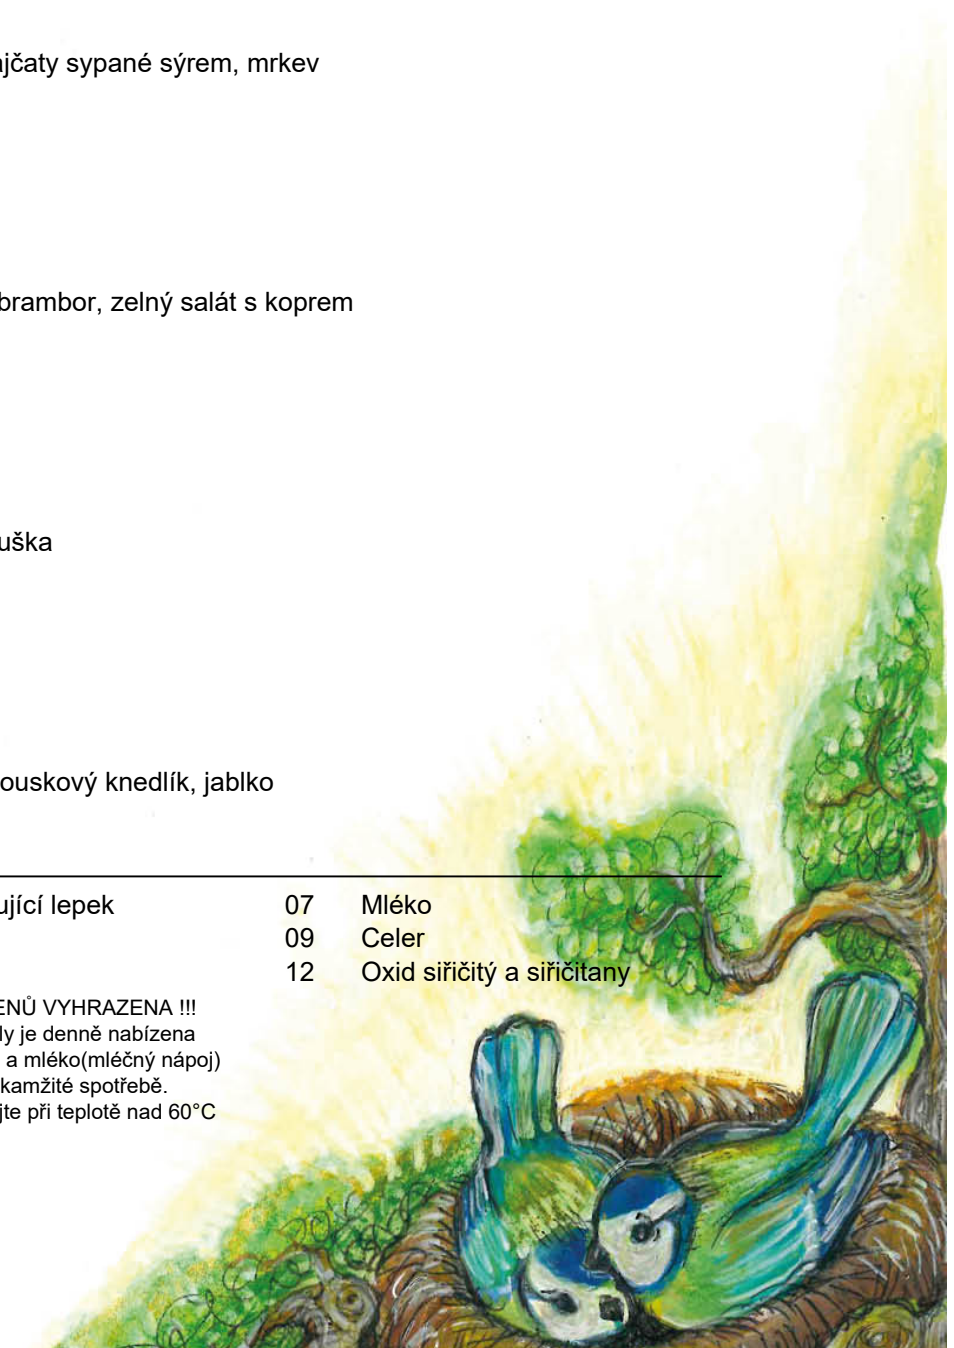 ajčaty sypané sýrem, mrkev
brambor, zelný salát s koprem
uška
ouskový knedlík, jablko
ující lepek 07 Mléko
09 Celer
12 Oxid siřičitý a siřičitany
ENŮ VYHRAZENA !!!
ly je denně nabízena
a mléko(mléčný nápoj)
kamžité spotřebě.
jte při teplotě nad 60°C